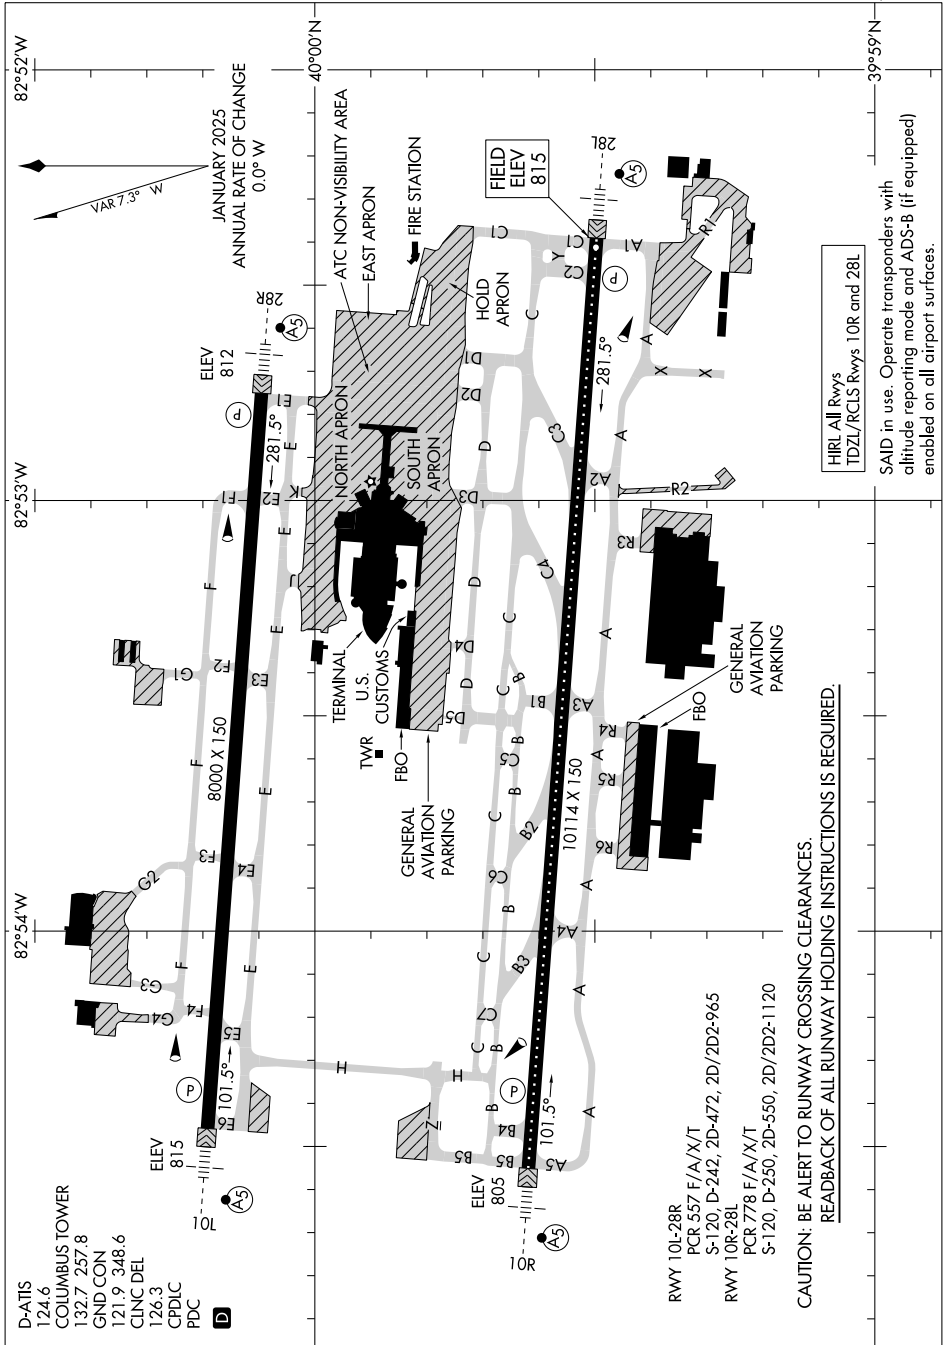 D-ATIS
124.6
COLUMBUS TOWER
132.7 257.8
GND CON
121.9 348.6
CLNC DEL
126.3
CPDLC
PDC
D
82°54'W
82°53'W
82°52'W
40°00'N
39°59'N
JANUARY 2025
ANNUAL RATE OF CHANGE
0.0° W
VAR 7.3° W
10L
A5
ELEV
815
P
101.5°
8000 X 150
281.5°
P
ELEV
812
A5
28R
G4
G3
G2
G1
F4
F
F3
F
F2
F
F1
E6
E5
E
E4
E
E3
E
J
E
E2
K
E
E1
TERMINAL
U.S.
CUSTOMS
TWR
FBO
GENERAL
AVIATION
PARKING
NORTH APRON
SOUTH
APRON
ATC NON-VISIBILITY AREA
EAST APRON
FIRE STATION
HOLD
APRON
H
H
Z
D5
D
D4
D
D3
D
D2
D1
C1
C1
C2
Y
C
C3
C4
C
C
C5
C
C6
C
C7
C
B5
B5
B4
B
B
B3
B
B2
B
B
B
B1
10R
A5
ELEV
805
P
101.5°
10114 X 150
281.5°
P
FIELD
ELEV
815
28L
A5
A5
A
A
A4
A
A
A3
A
A2
A
A
A1
R6
R5
R4
R3
R2
R1
X
X
FBO
GENERAL
AVIATION
PARKING
RWY 10L-28R
PCR 557 F/A/X/T
S-120, D-242, 2D-472, 2D/2D2-965
RWY 10R-28L
PCR 778 F/A/X/T
S-120, D-250, 2D-550, 2D/2D2-1120
HIRL All Rwys
TDZL/RCLS Rwys 10R and 28L
SAID in use. Operate transponders with
altitude reporting mode and ADS-B (if equipped)
enabled on all airport surfaces.
CAUTION: BE ALERT TO RUNWAY CROSSING CLEARANCES.
READBACK OF ALL RUNWAY HOLDING INSTRUCTIONS IS REQUIRED.